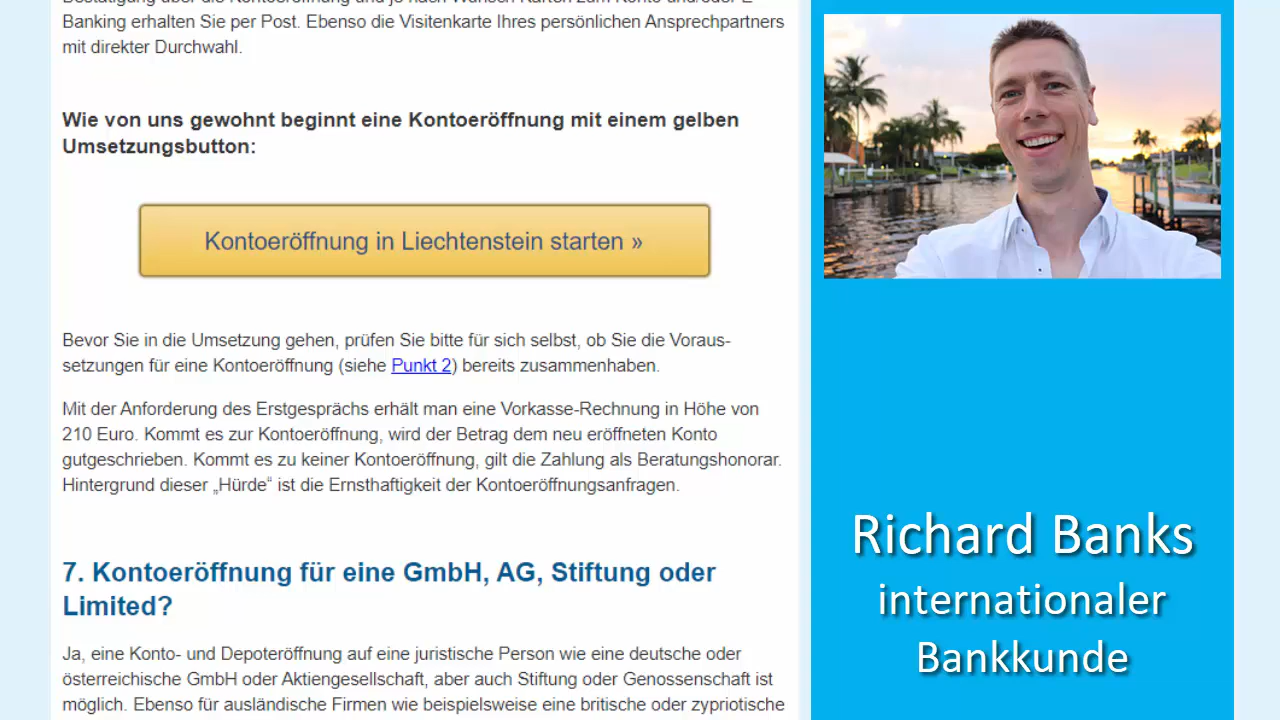 Banking erhalten Sie per Post. Ebenso die Visitenkarte Ihres persönlichen Ansprechpartners
mit direkter Durchwahl.
Wie von uns gewohnt beginnt eine Kontoeröffnung mit einem gelben
Umsetzungsbutton:
Kontoeröffnung in Liechtenstein starten »
Bevor Sie in die Umsetzung gehen, prüfen Sie bitte für sich selbst, ob Sie die Voraus-
setzungen für eine Kontoeröffnung (siehe Punkt 2) bereits zusammenhaben.
Mit der Anforderung des Erstgesprächs erhält man eine Vorkasse-Rechnung in Höhe von
210 Euro. Kommt es zur Kontoeröffnung, wird der Betrag dem neu eröffneten Konto
gutgeschrieben. Kommt es zu keiner Kontoeröffnung, gilt die Zahlung als Beratungshonorar.
Hintergrund dieser „Hürde“ ist die Ernsthaftigkeit der Kontoeröffnungsanfragen.
7. Kontoeröffnung für eine GmbH, AG, Stiftung oder
Limited?
Ja, eine Konto- und Depoteröffnung auf eine juristische Person wie eine deutsche oder
österreichische GmbH oder Aktiengesellschaft, aber auch Stiftung oder Genossenschaft ist
möglich. Ebenso für ausländische Firmen wie beispielsweise eine britische oder zypriotische
Richard Banks
internationaler
Bankkunde